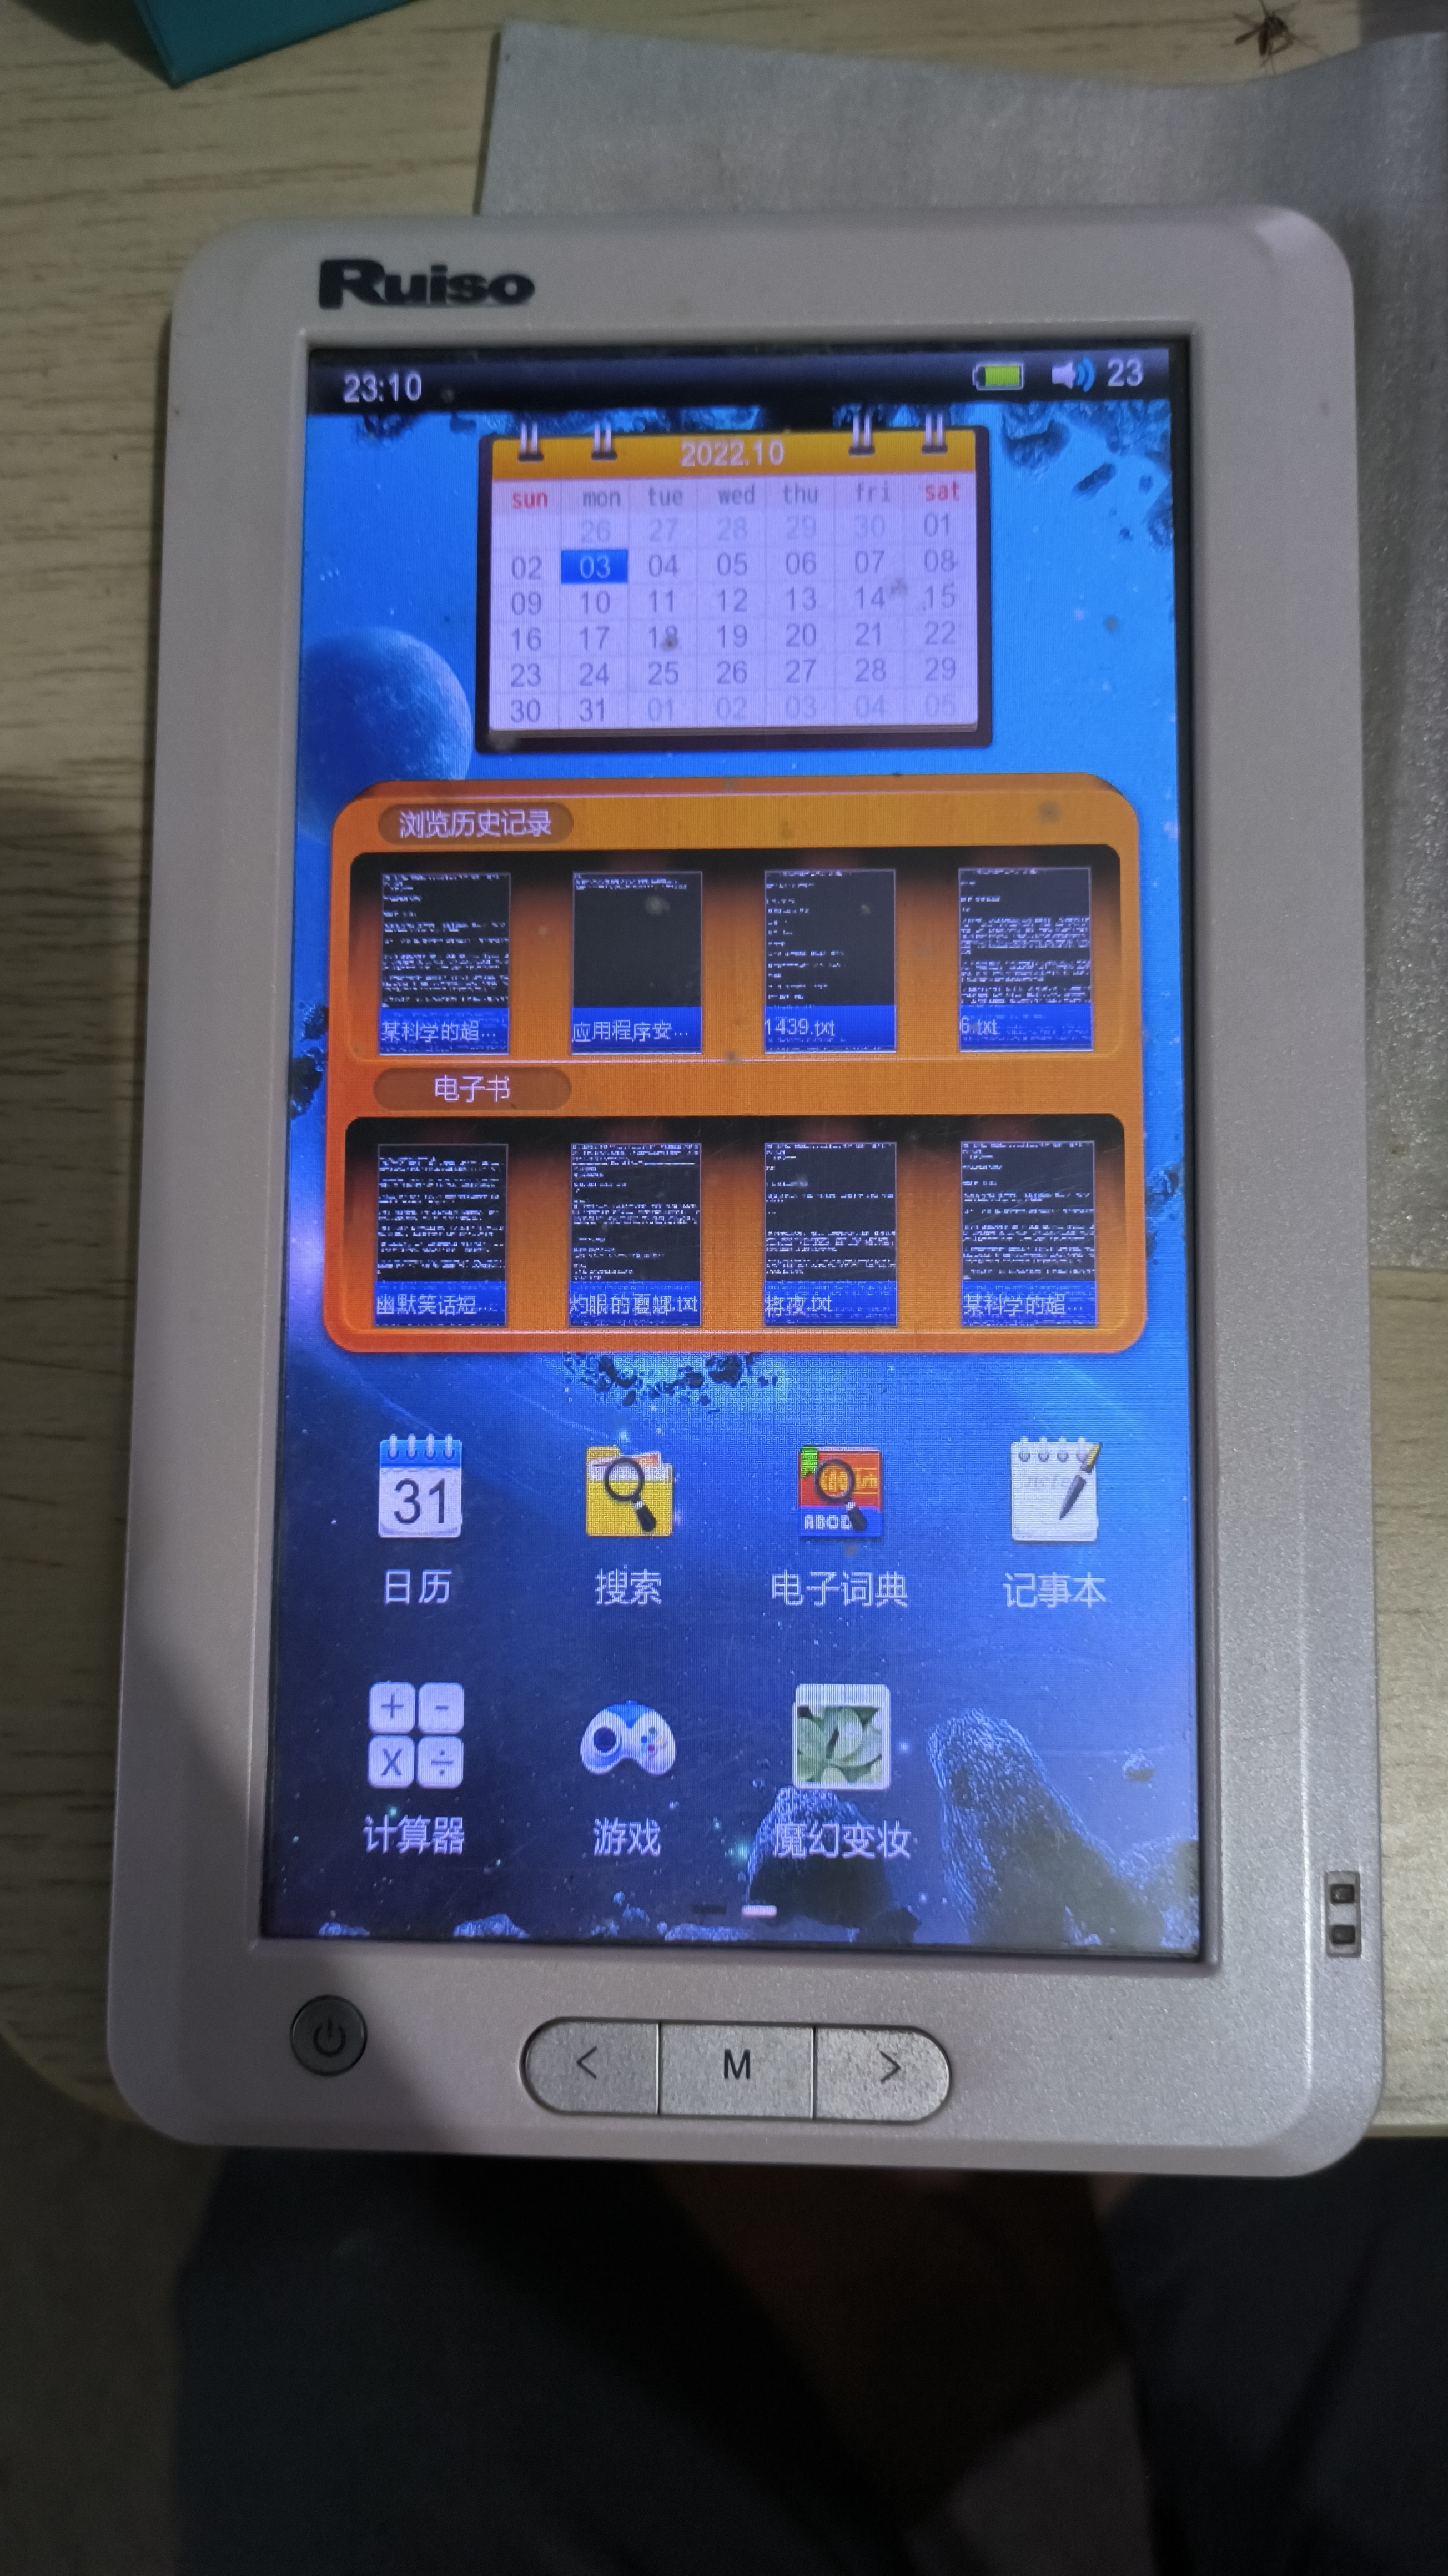 Ruiso
23:10 23
2022.10
sun mon tue wed thu fri sat
26 27 28 29 30 01
02 03 04 05 06 07 08
09 10 11 12 13 14 15
16 17 18 19 20 21 22
23 24 25 26 27 28 29
30 31 01 02 03 04 05
浏览历史记录
某科学的超... 应用程序安... 1439.txt 6.txt
电子书
幽默笑话短... 灼眼的夏娜.txt 将夜.txt 某科学的超...
31 ABCD
日历 搜索 电子词典 记事本
+ - X ÷
计算器 游戏 魔幻变妆
< M >